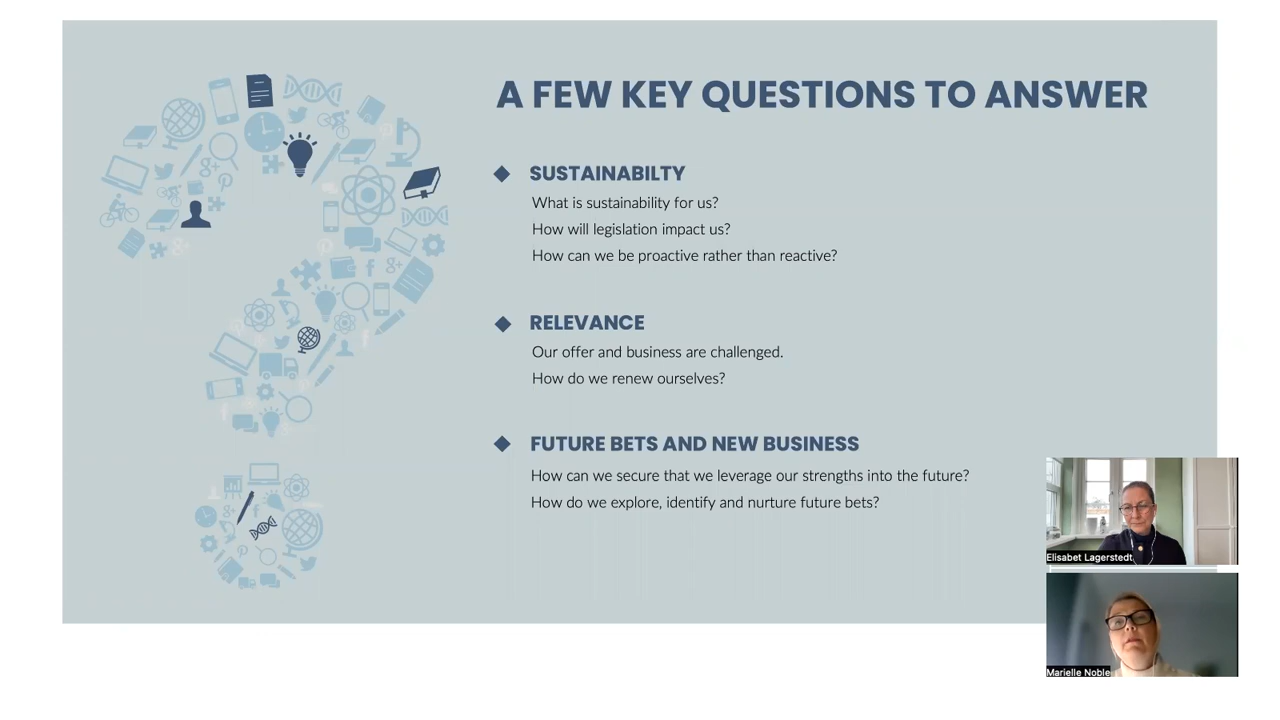 A FEW KEY QUESTIONS TO ANSWER
SUSTAINABILTY
What is sustainability for us?
How will legislation impact us?
How can we be proactive rather than reactive?
RELEVANCE
Our offer and business are challenged.
How do we renew ourselves?
FUTURE BETS AND NEW BUSINESS
How can we secure that we leverage our strengths into the future?
How do we explore, identify and nurture future bets?
Elisabet Lagerstedt
Marielle Noble